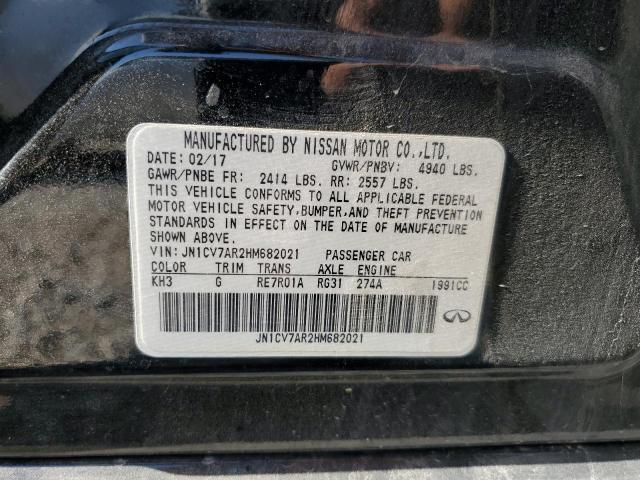 MANUFACTURED BY NISSAN MOTOR CO.,LTD.
DATE: 02/17 GVWR/PNBV: 4940 LBS.
GAWR/PNBE FR: 2414 LBS. RR: 2557 LBS.
THIS VEHICLE CONFORMS TO ALL APPLICABLE FEDERAL
MOTOR VEHICLE SAFETY, BUMPER, AND THEFT PREVENTION
STANDARDS IN EFFECT ON THE DATE OF MANUFACTURE
SHOWN ABOVE.
VIN: JN1CV7AR2HM682021 PASSENGER CAR
COLOR TRIM TRANS AXLE ENGINE
KH3 G RE7R01A RG31 274A 1991CC
JN1CV7AR2HM682021